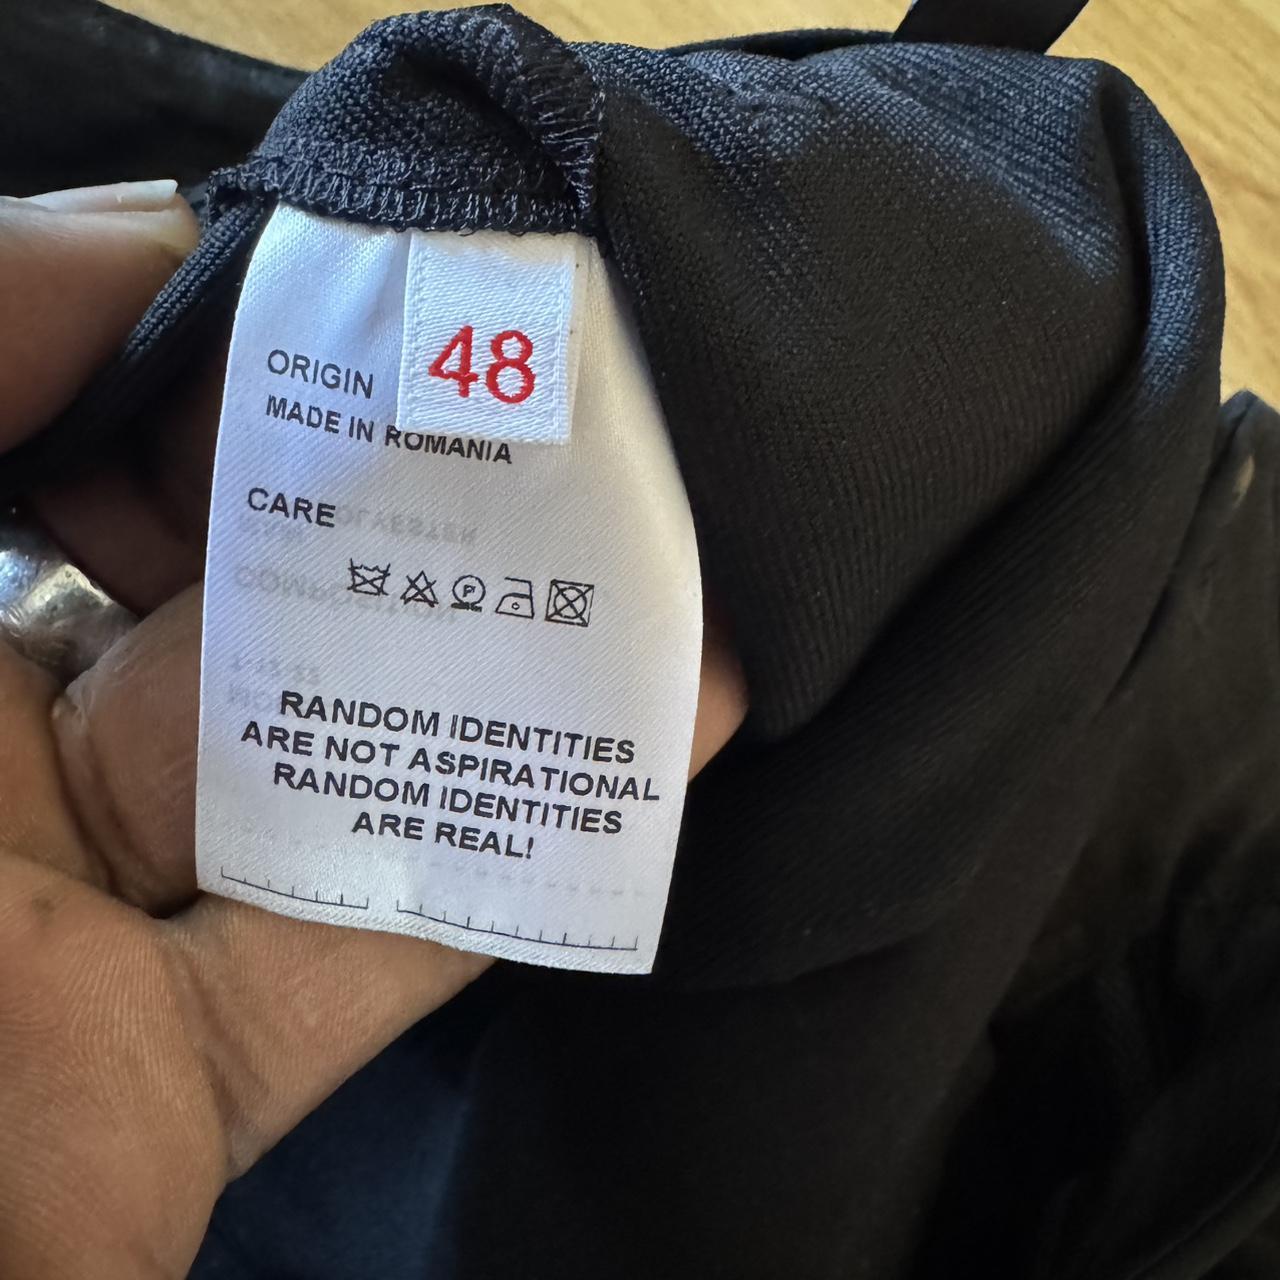 48
ORIGIN
MADE IN ROMANIA
CARE
P
RANDOM IDENTITIES
ARE NOT ASPIRATIONAL
RANDOM IDENTITIES
ARE REAL!